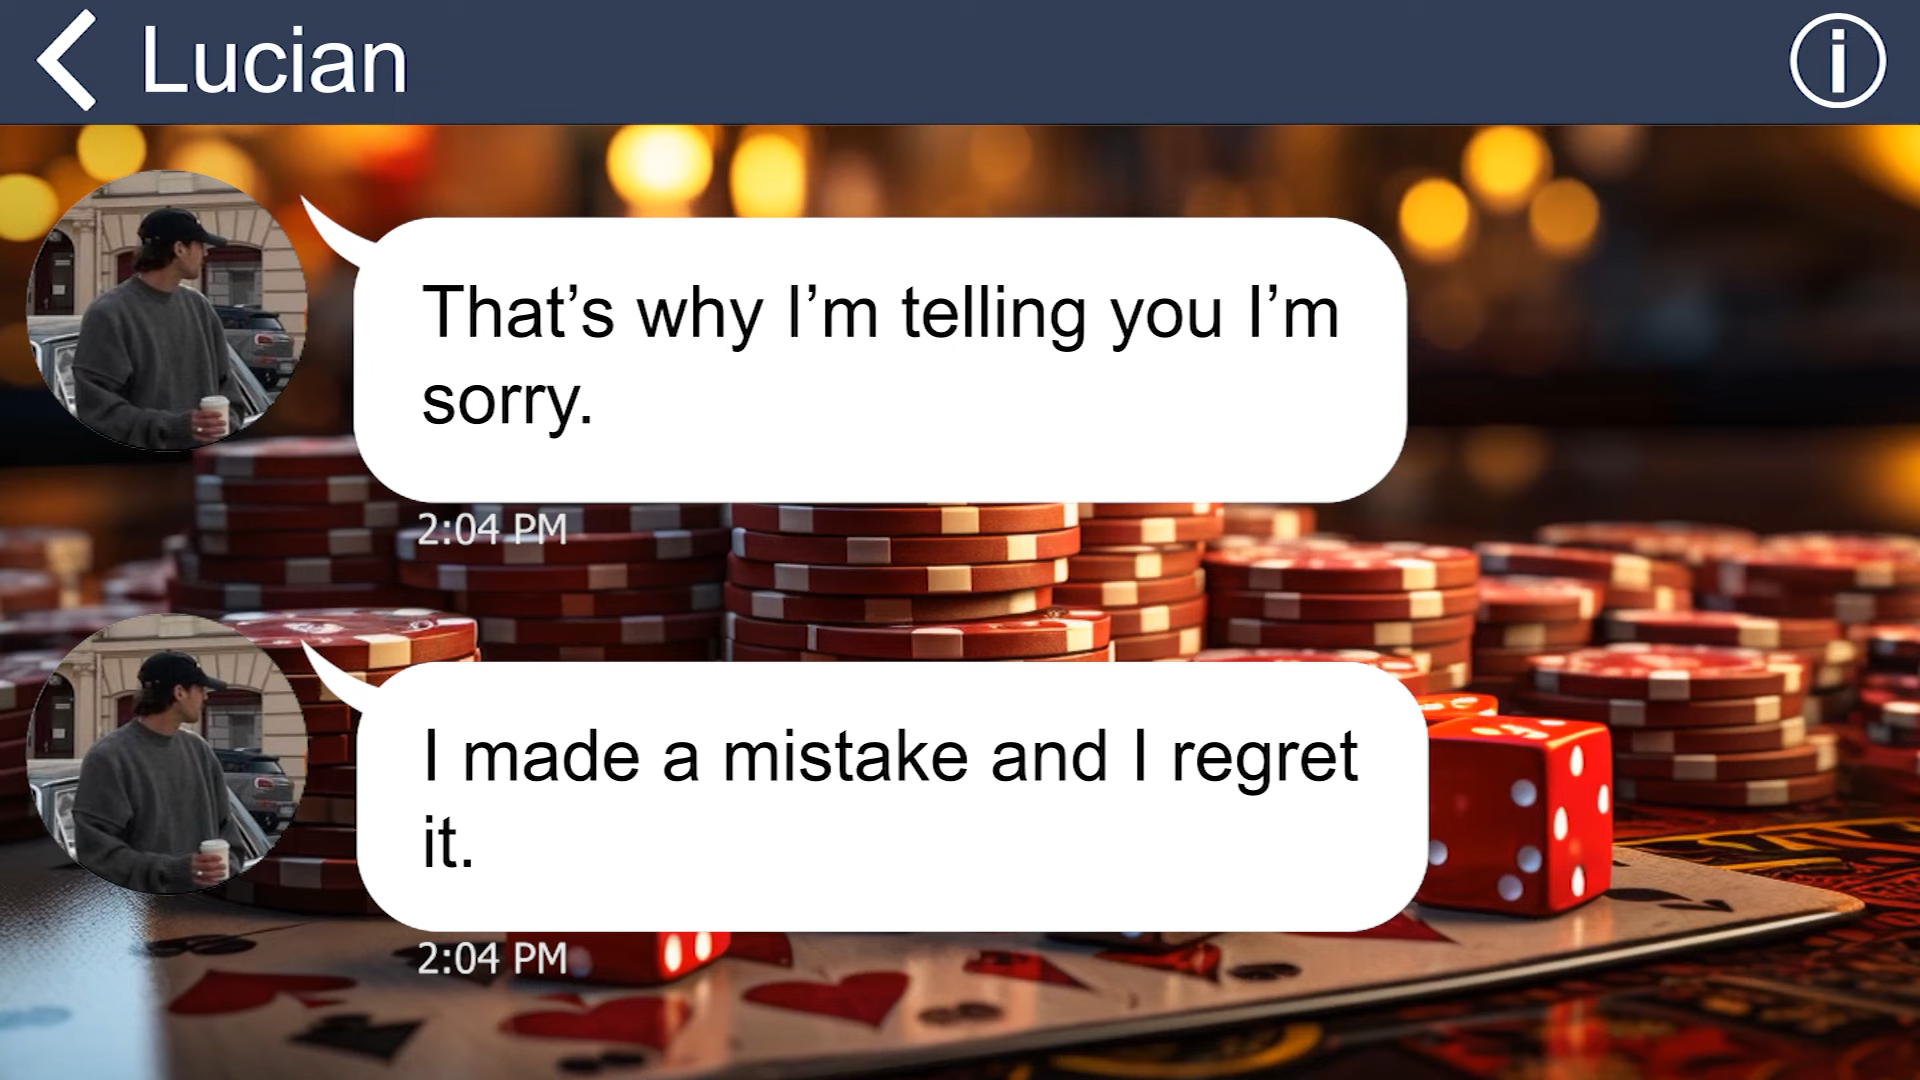 Lucian
That’s why I’m telling you I’m
sorry.
2:04 PM
I made a mistake and I regret
it.
2:04 PM